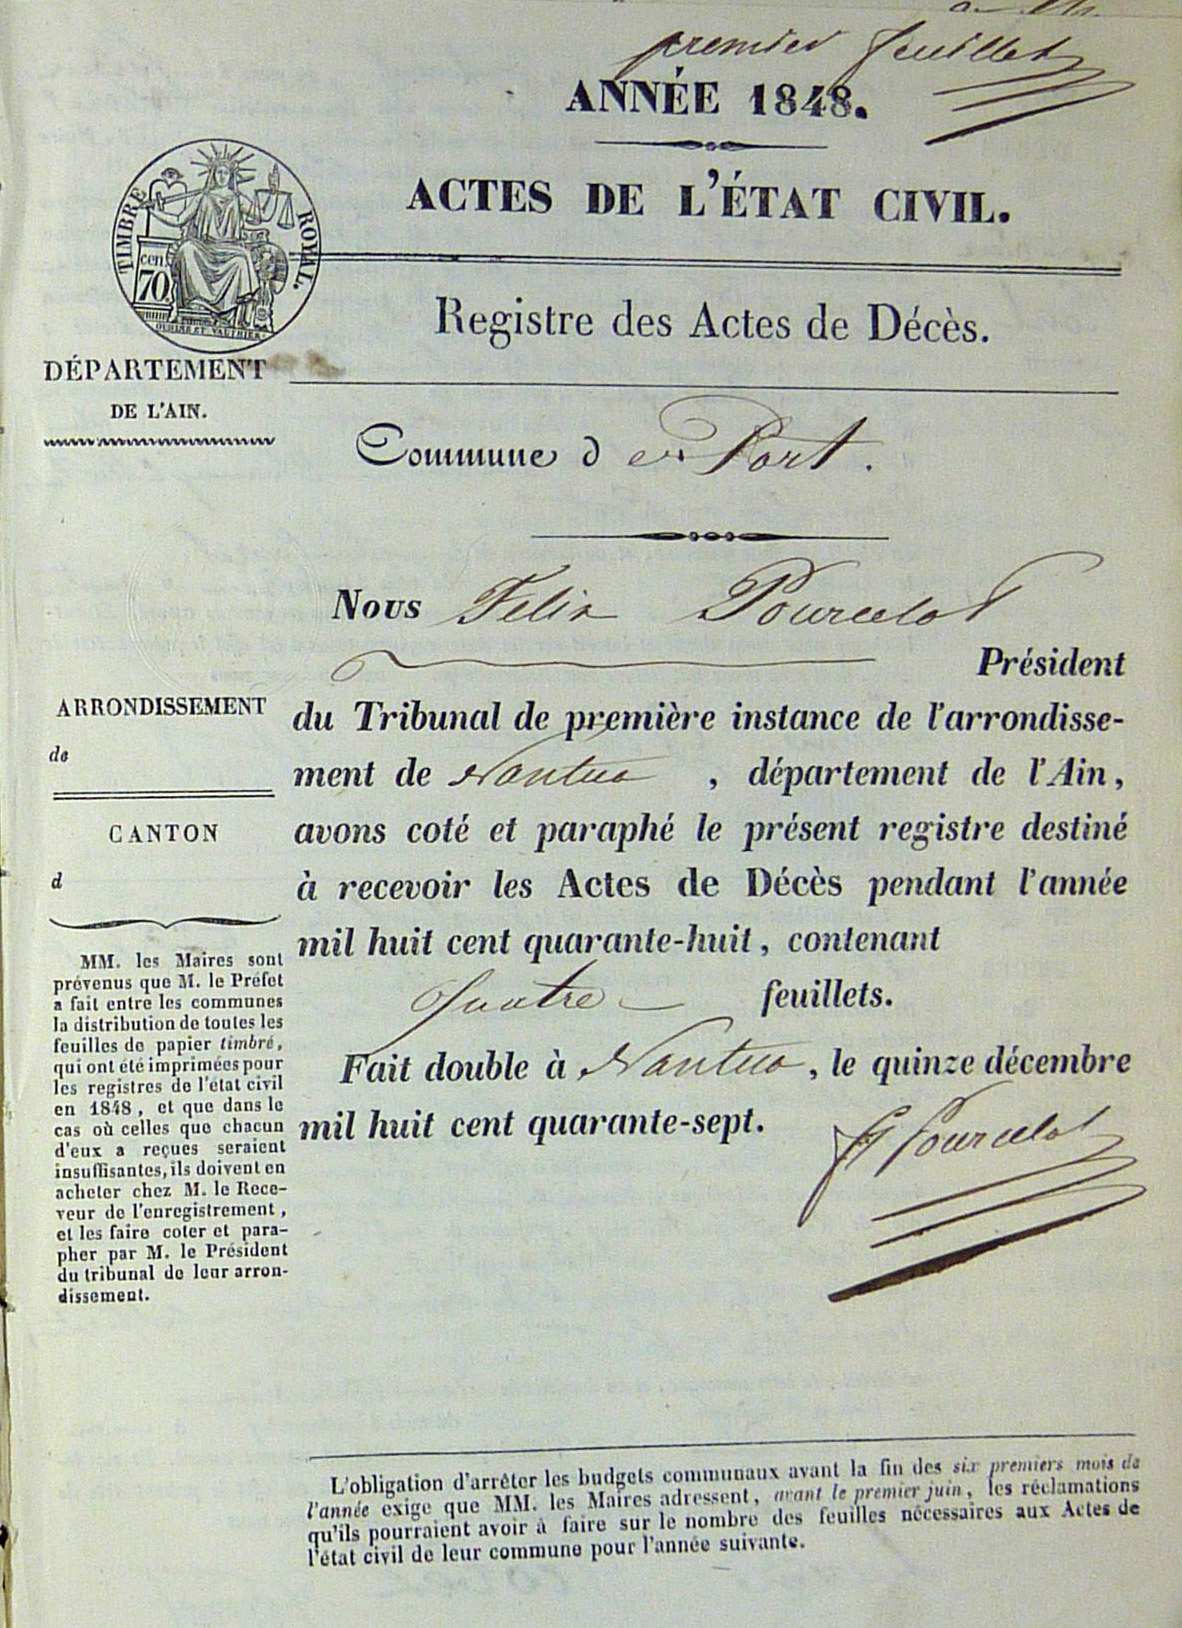 premier feuillet
ANNÉE 1848.
ACTES DE L'ÉTAT CIVIL.
TIMBRE ROYAL.
cen.
70
Registre des Actes de Décès.
DÉPARTEMENT
DE L'AIN.
Commune d e Port.
Nous Felix Pourcelot
Président
du Tribunal de première instance de l'arrondisse-
ment de Nantua , département de l'Ain,
avons coté et paraphé le présent registre destiné
à recevoir les Actes de Décès pendant l'année
mil huit cent quarante-huit, contenant
Quatre feuillets.
Fait double à Nantua, le quinze décembre
mil huit cent quarante-sept.
Pourcelot
ARRONDISSEMENT
de
CANTON
d
MM. les Maires sont
prévenus que M. le Préfet
a fait entre les communes
la distribution de toutes les
feuilles de papier timbré,
qui ont été imprimées pour
les registres de l'état civil
en 1848, et que dans le
cas où celles que chacun
d'eux a reçues seraient
insuffisantes, ils doivent en
acheter chez M. le Rece-
veur de l'enregistrement,
et les faire coter et para-
pher par M. le Président
du tribunal de leur arron-
dissement.
L'obligation d'arrêter les budgets communaux avant la fin des six premiers mois de
l'année exige que MM. les Maires adressent, avant le premier juin, les réclamations
qu'ils pourraient avoir à faire sur le nombre des feuilles nécessaires aux Actes de
l'état civil de leur commune pour l'année suivante.